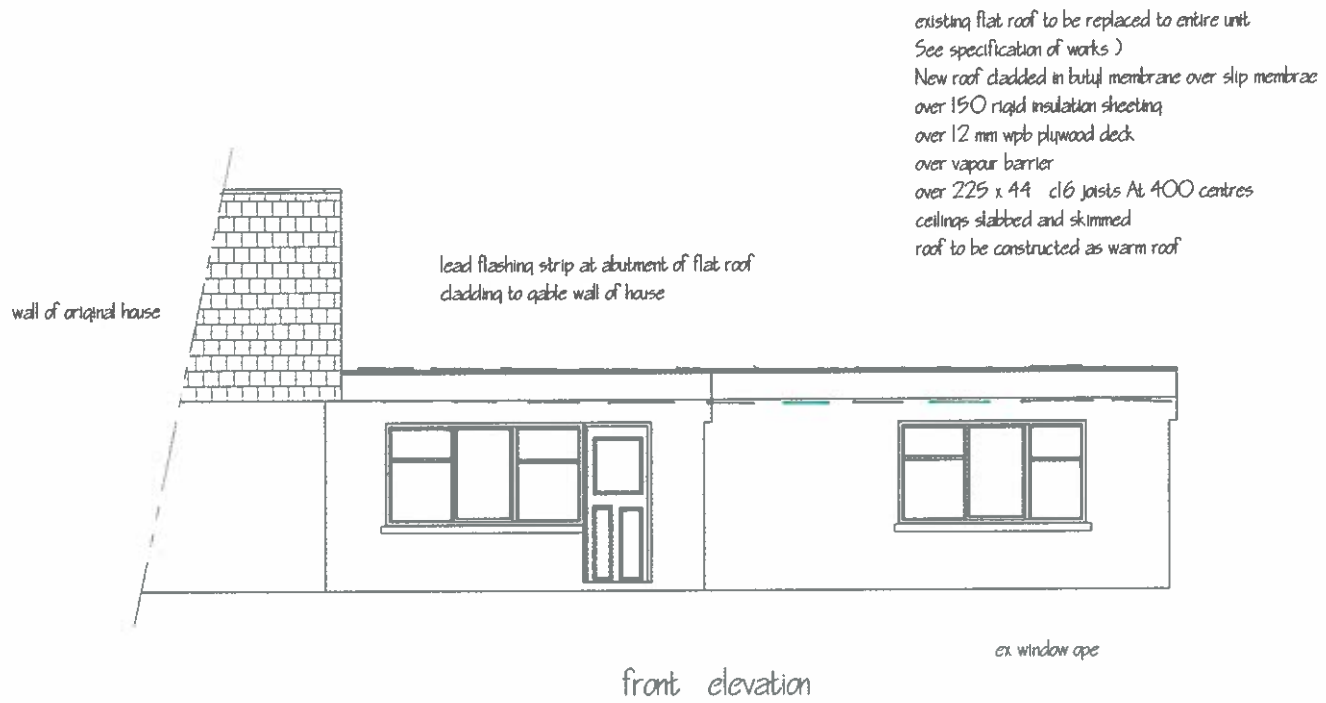 existing flat roof to be replaced to entire unit
See specification of works )
New roof cladded in butyl membrane over slip membrae
over 150 rigid insulation sheeting
over 12 mm wpb plywood deck
over vapour barrier
over 225 x 44 c16 joists At 400 centres
ceilings slabbed and skimmed
roof to be constructed as warm roof
lead flashing strip at abutment of flat roof
cladding to gable wall of house
wall of original house
ex window ope
front elevation